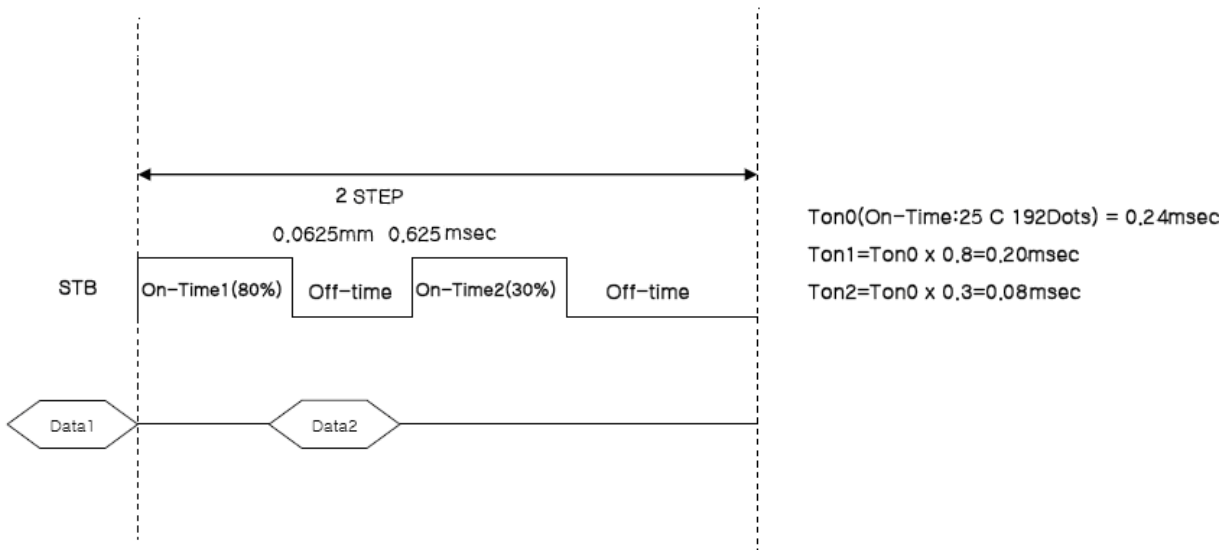 2 STEP
0.0625mm 0.625 msec
STB
On-Time1(80%)
Off-time
On-Time2(30%)
Off-time
Data1
Data2
Ton0(On-Time:25 C 192Dots) = 0.24msec
Ton1=Ton0 x 0.8=0.20msec
Ton2=Ton0 x 0.3=0.08msec